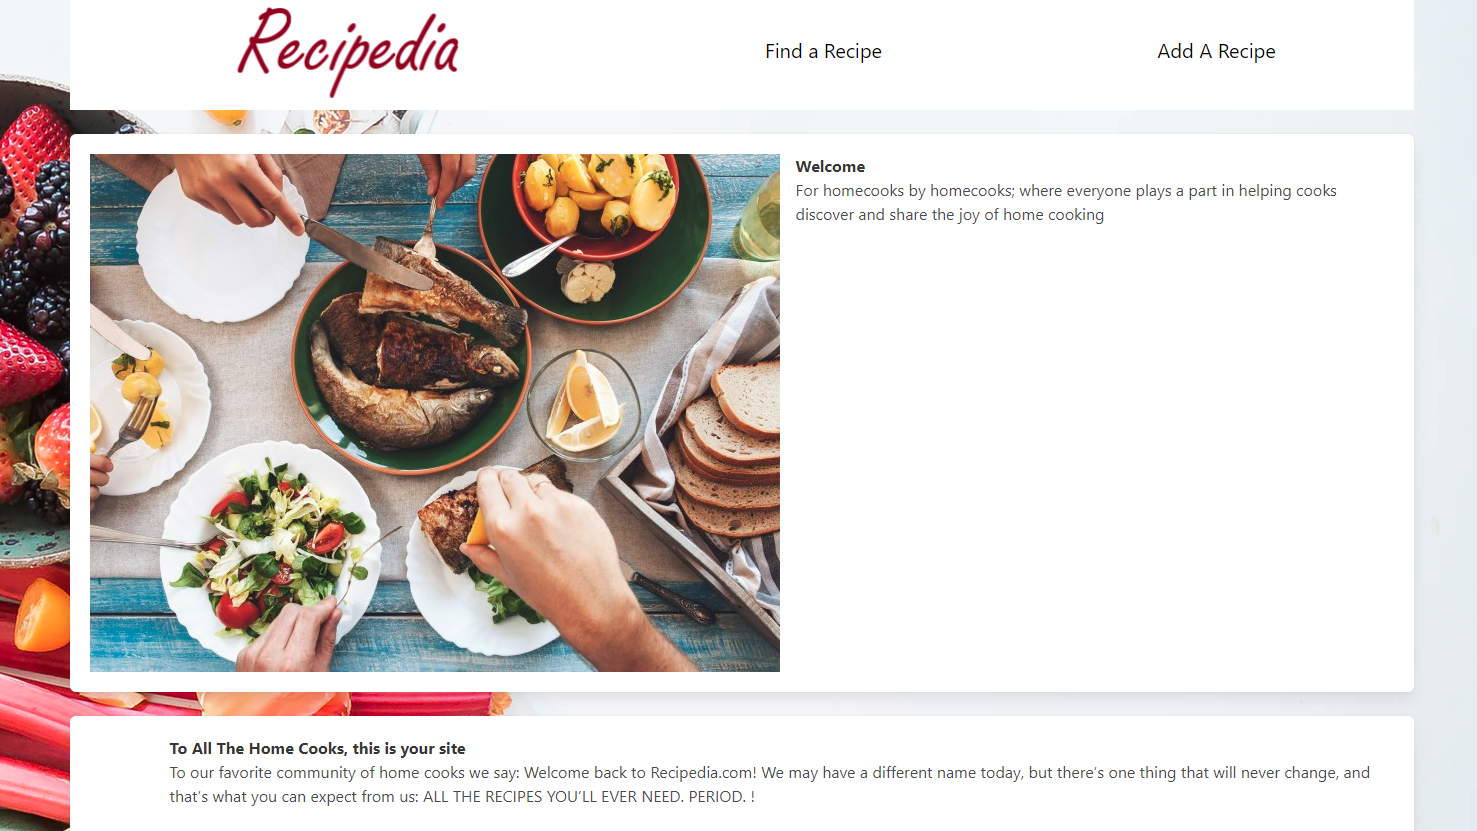 Recipedia
Find a Recipe
Add A Recipe
Welcome
For homecooks by homecooks; where everyone plays a part in helping cooks
discover and share the joy of home cooking
To All The Home Cooks, this is your site
To our favorite community of home cooks we say: Welcome back to Recipedia.com! We may have a different name today, but there’s one thing that will never change, and
that’s what you can expect from us: ALL THE RECIPES YOU’LL EVER NEED. PERIOD. !